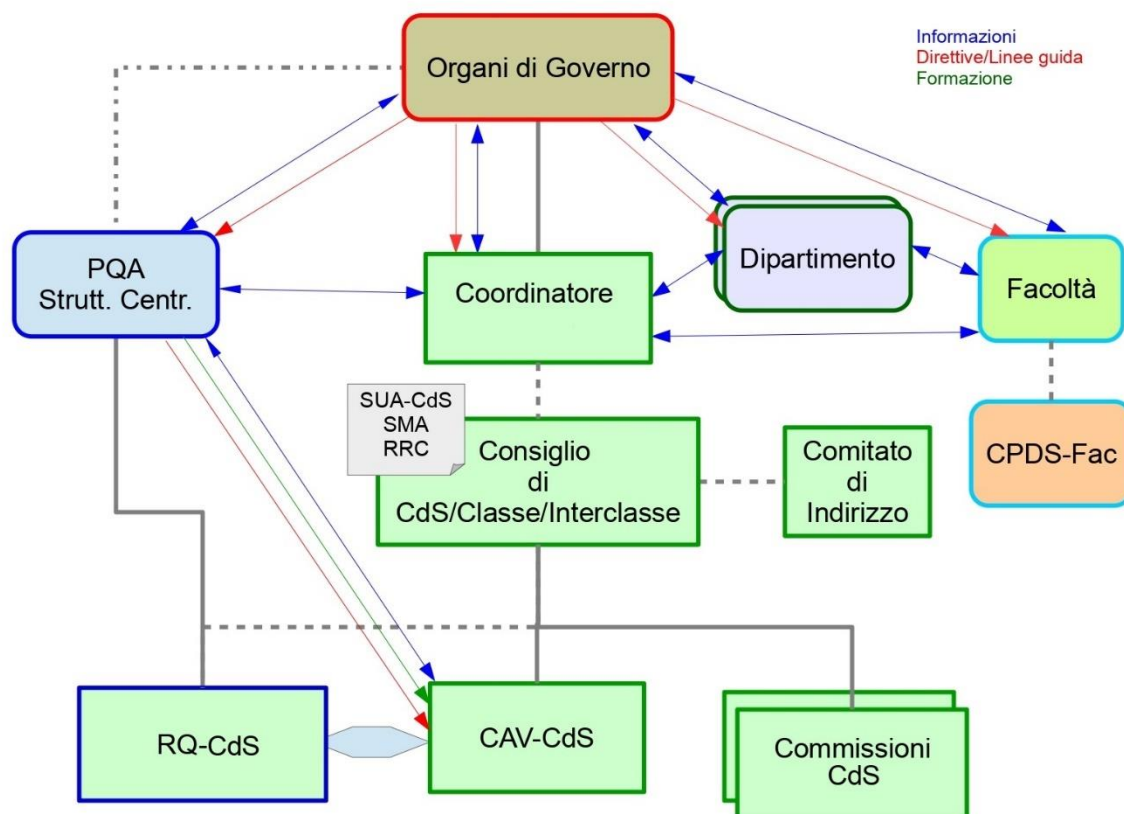 Informazioni
Direttive/Linee guida
Formazione
Organi di Governo
PQA
Strutt. Centr.
Coordinatore
Dipartimento
Facoltà
SUA-CdS
SMA
RRC
Consiglio
di
CdS/Classe/Interclasse
Comitato
di
Indirizzo
CPDS-Fac
RQ-CdS
CAV-CdS
Commissioni
CdS